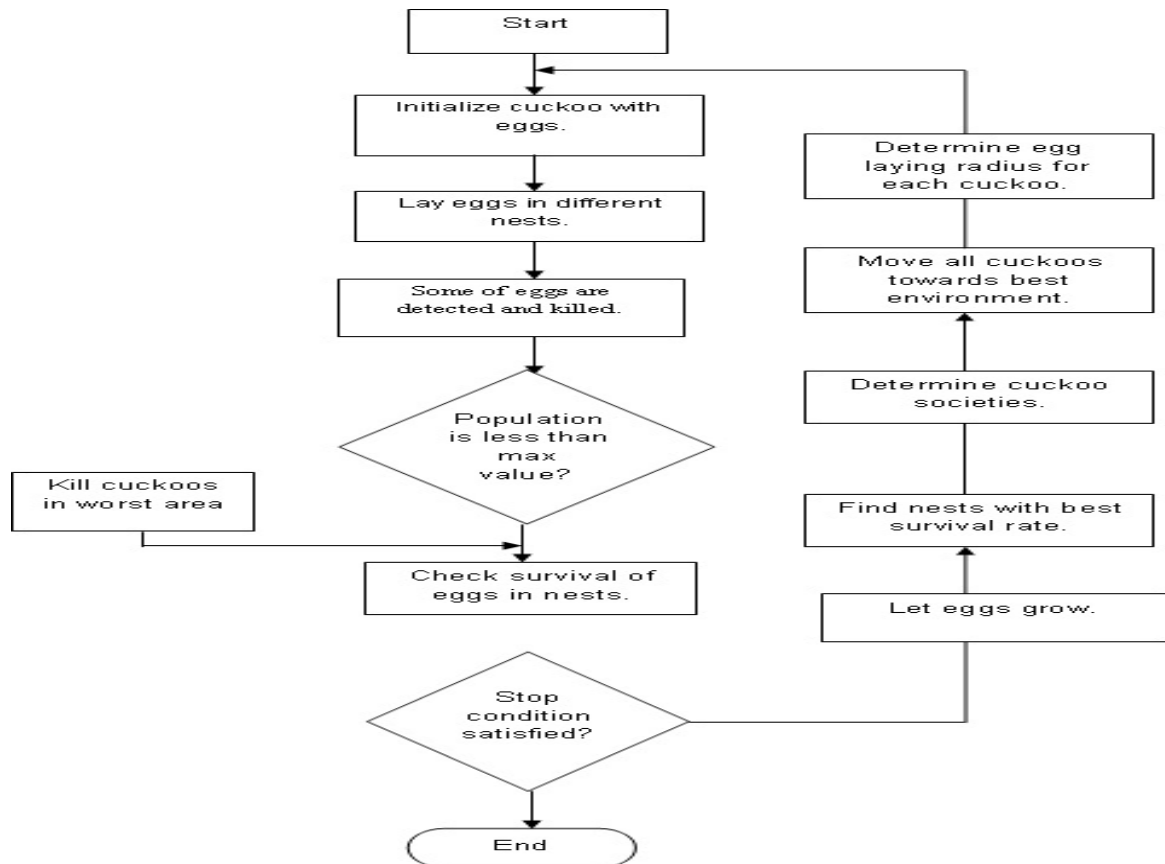 Start
Initialize cuckoo with
eggs.
Lay eggs in different
nests.
Some of eggs are
detected and killed.
Population
is less than
max
value?
Kill cuckoos
in worst area
Check survival of
eggs in nests.
Stop
condition
satisfied?
End
Let eggs grow.
Find nests with best
survival rate.
Determine cuckoo
societies.
Move all cuckoos
towards best
environment.
Determine egg
laying radius for
each cuckoo.